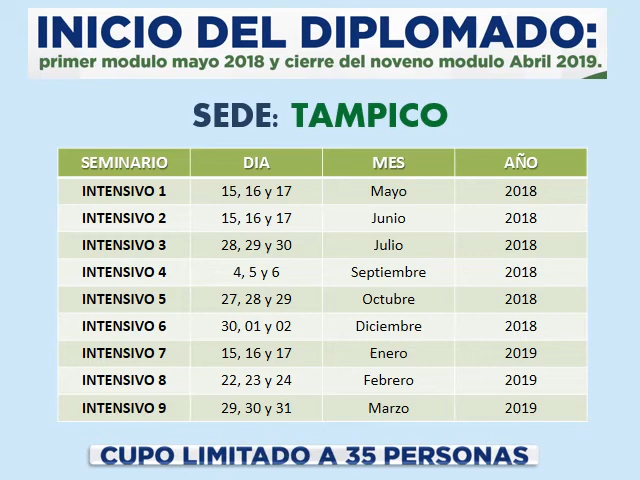 INICIO DEL DIPLOMADO:
primer modulo mayo 2018 y cierre del noveno modulo Abril 2019.
SEDE: TAMPICO
SEMINARIO DIA MES AÑO
INTENSIVO 1 15, 16 y 17 Mayo 2018
INTENSIVO 2 15, 16 y 17 Junio 2018
INTENSIVO 3 28, 29 y 30 Julio 2018
INTENSIVO 4 4, 5 y 6 Septiembre 2018
INTENSIVO 5 27, 28 y 29 Octubre 2018
INTENSIVO 6 30, 01 y 02 Diciembre 2018
INTENSIVO 7 15, 16 y 17 Enero 2019
INTENSIVO 8 22, 23 y 24 Febrero 2019
INTENSIVO 9 29, 30 y 31 Marzo 2019
CUPO LIMITADO A 35 PERSONAS